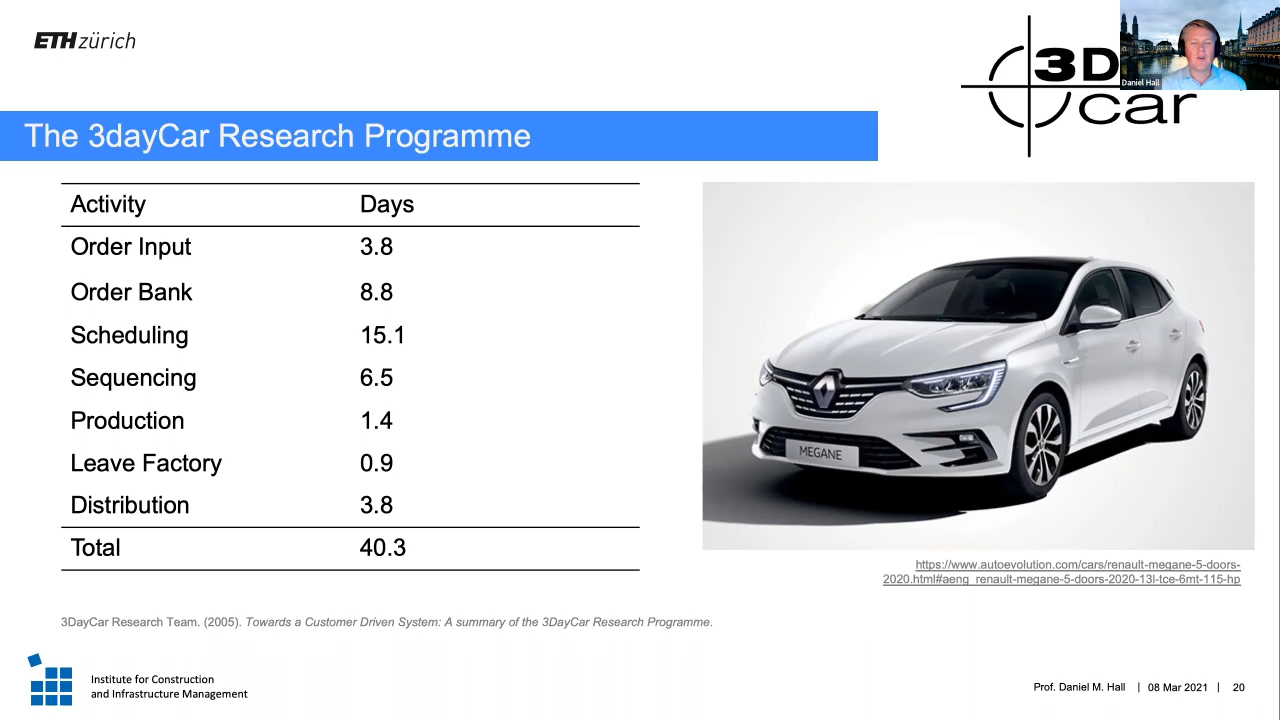 ETH zürich
3D
Daniel Hall
car
The 3dayCar Research Programme
Activity Days
Order Input 3.8
Order Bank 8.8
Scheduling 15.1
Sequencing 6.5
Production 1.4
Leave Factory 0.9
Distribution 3.8
Total 40.3
MEGANE
https://www.autoevolution.com/cars/renault-megane-5-doors-
2020.html#aeng_renault-megane-5-doors-2020-13l-tce-6mt-115-hp
3DayCar Research Team. (2005). Towards a Customer Driven System: A summary of the 3DayCar Research Programme.
Institute for Construction
and Infrastructure Management
Prof. Daniel M. Hall | 08 Mar 2021 | 20